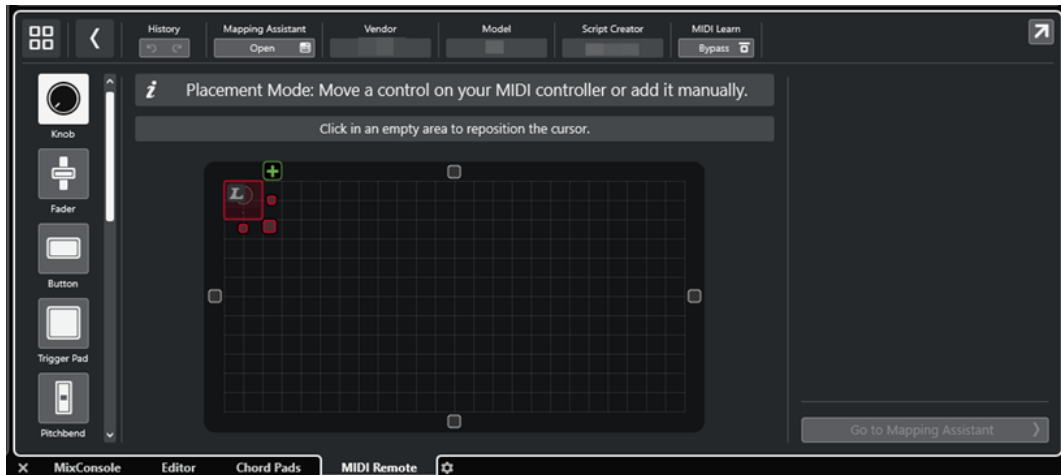 History
Mapping Assistant
Vendor
Model
Script Creator
MIDI Learn
Open
Bypass
i Placement Mode: Move a control on your MIDI controller or add it manually.
Click in an empty area to reposition the cursor.
Knob
Fader
Button
Trigger Pad
Pitchbend
L
Go to Mapping Assistant
MixConsole
Editor
Chord Pads
MIDI Remote